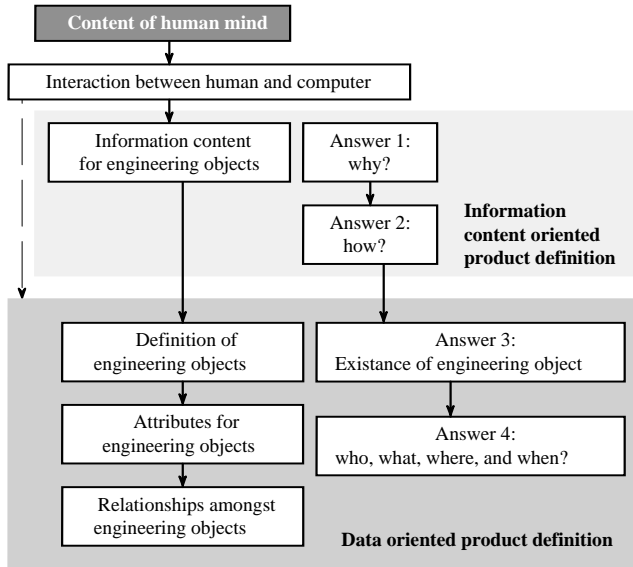 Content of human mind
Interaction between human and computer
Information content
for engineering objects
Answer 1:
why?
Answer 2:
how?
Information
content oriented
product definition
Definition of
engineering objects
Answer 3:
Existance of engineering object
Attributes for
engineering objects
Answer 4:
who, what, where, and when?
Relationships amongst
engineering objects
Data oriented product definition